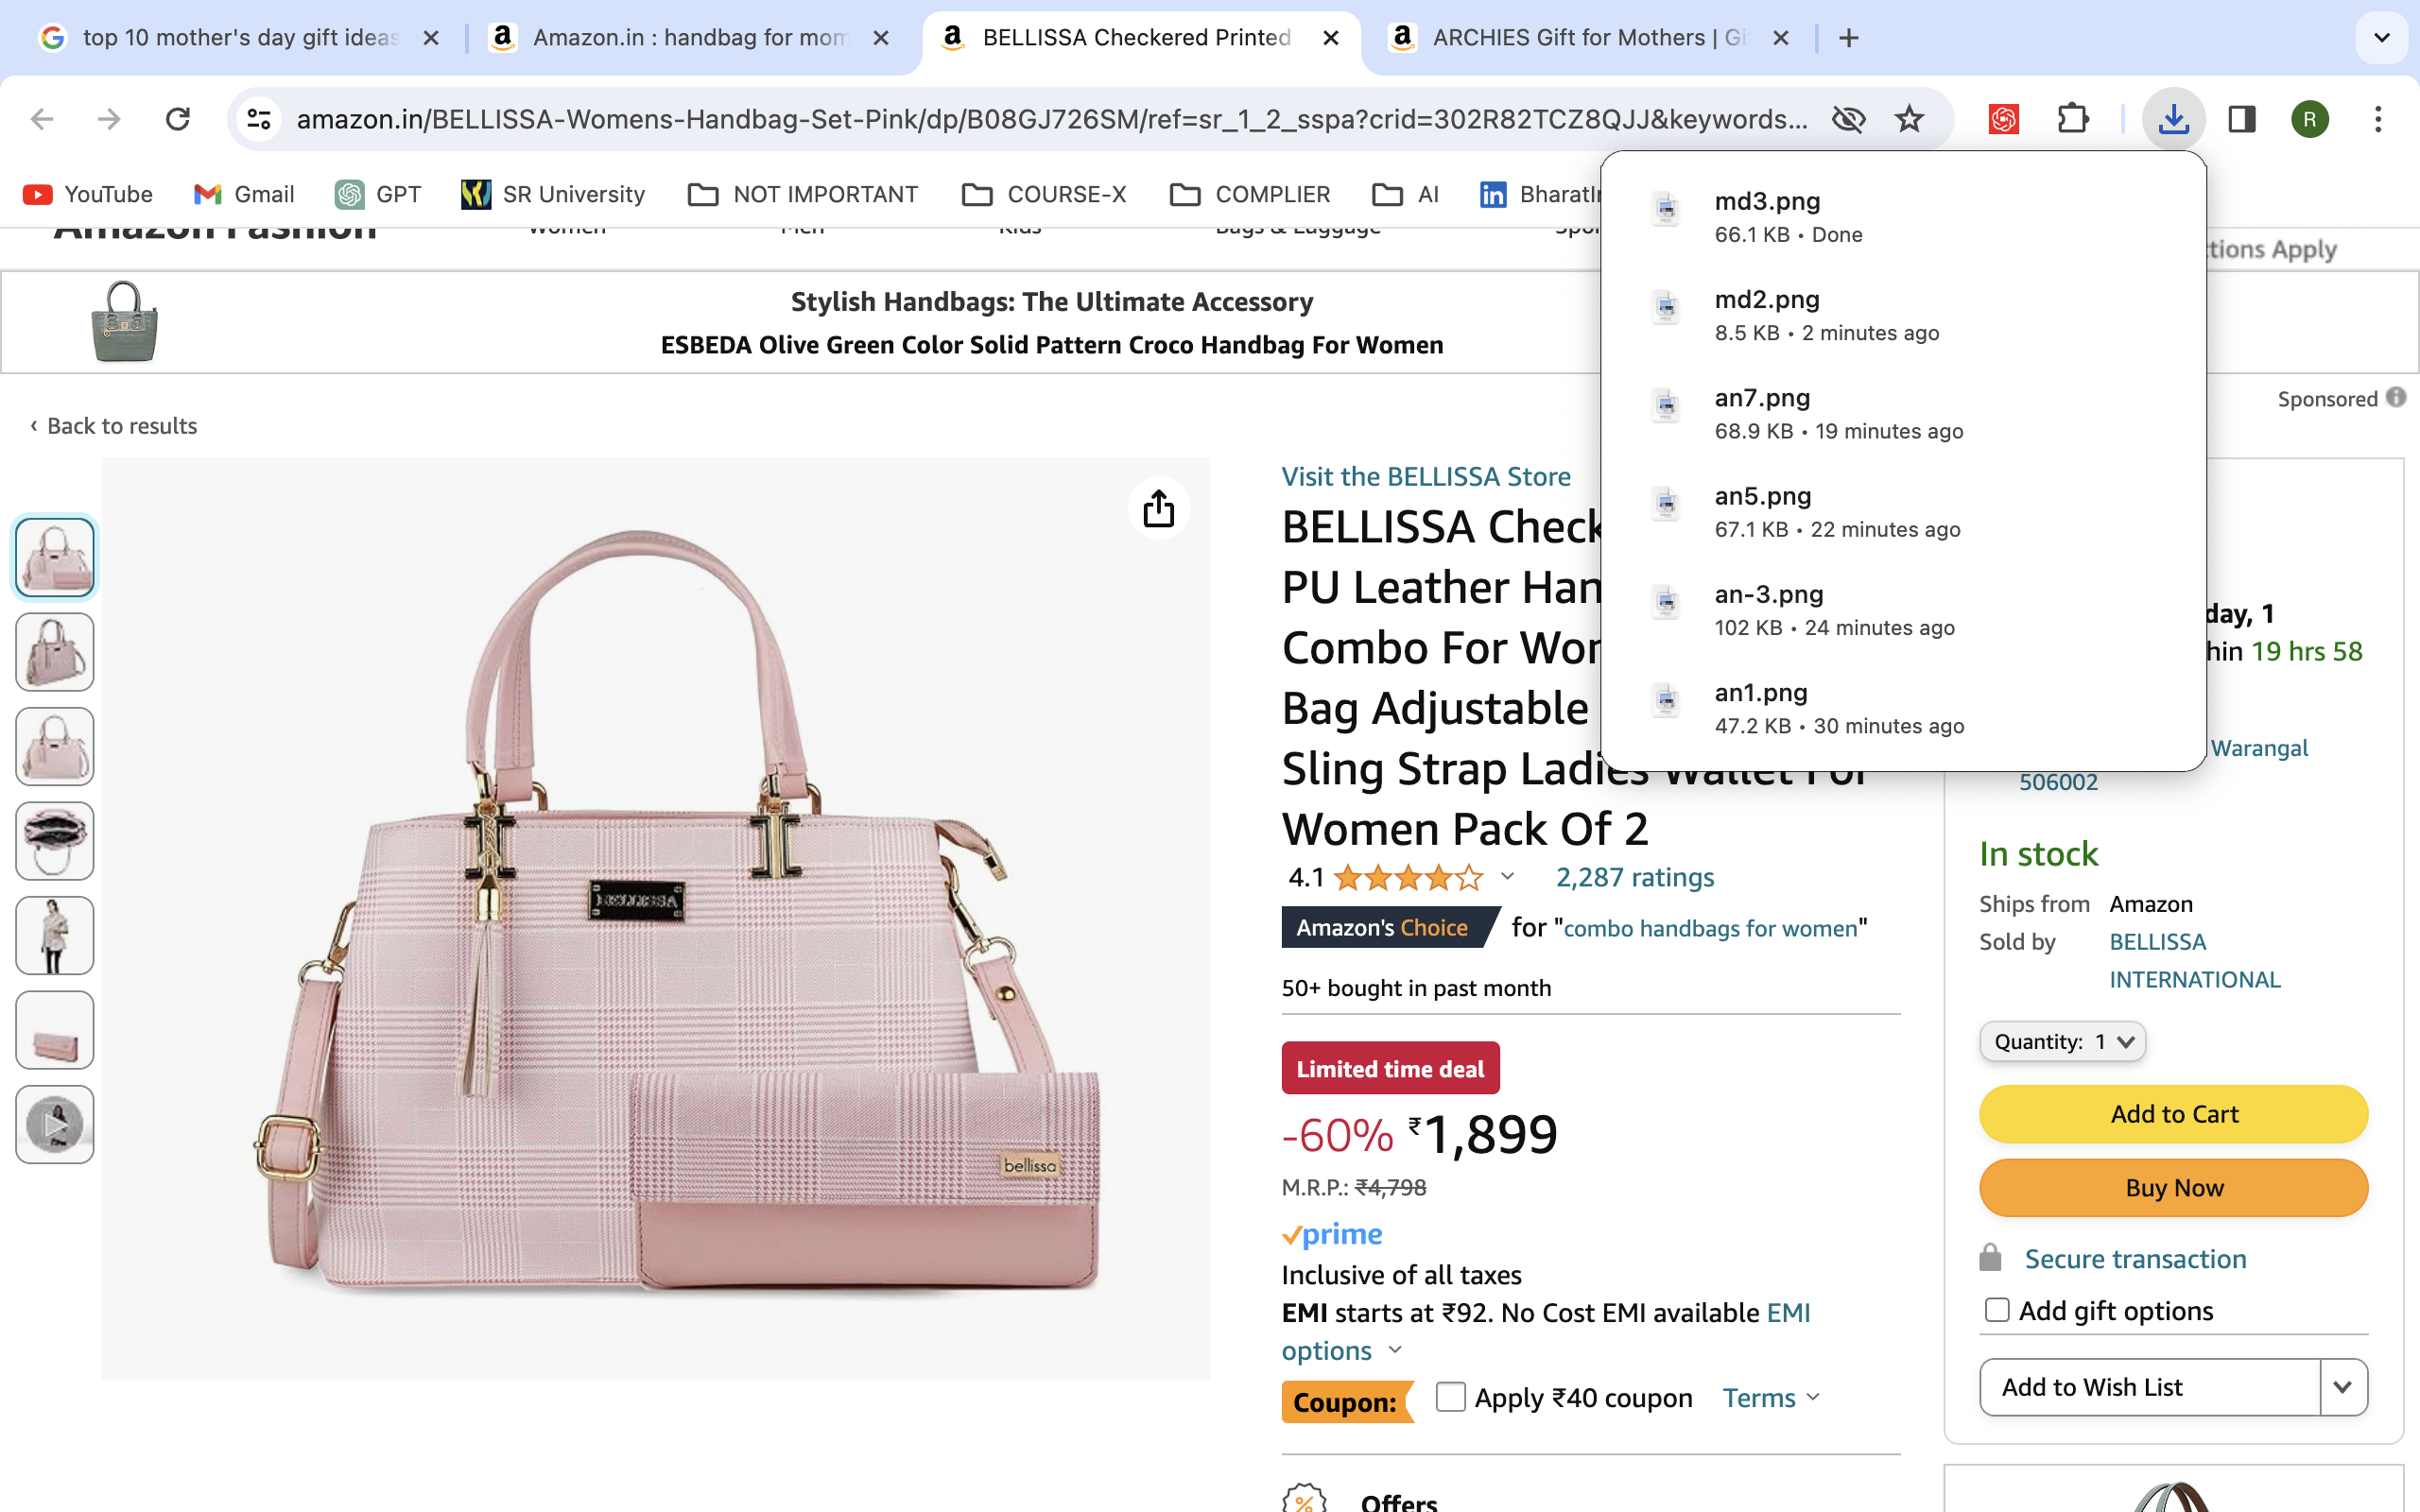 top 10 mother's day gift ideas
Amazon.in : handbag for mom
BELLISSA Checkered Printed
ARCHIES Gift for Mothers | Gi
amazon.in/BELLISSA-Womens-Handbag-Set-Pink/dp/B08GJ726SM/ref=sr_1_2_sspa?crid=302R82TCZ8QJJ&keywords...
R
YouTube
Gmail
GPT
SR University
NOT IMPORTANT
COURSE-X
COMPLIER
AI
BharatIn
md3.png
66.1 KB • Done
md2.png
8.5 KB • 2 minutes ago
an7.png
68.9 KB • 19 minutes ago
an5.png
67.1 KB • 22 minutes ago
an-3.png
102 KB • 24 minutes ago
an1.png
47.2 KB • 30 minutes ago
Amazon Fashion
Women
Men
Kids
Bags & Luggage
tions Apply
Stylish Handbags: The Ultimate Accessory
ESBEDA Olive Green Color Solid Pattern Croco Handbag For Women
Sponsored
‹ Back to results
BELLISSA
bellissa
Visit the BELLISSA Store
BELLISSA Check
PU Leather Han
Combo For Wor
Bag Adjustable
Sling Strap Ladies Wallet For
Women Pack Of 2
4.1
2,287 ratings
Amazon's Choice for "combo handbags for women"
50+ bought in past month
Limited time deal
-60% ₹1,899
M.R.P.: ₹4,798
prime
Inclusive of all taxes
EMI starts at ₹92. No Cost EMI available EMI
options
Coupon: Apply ₹40 coupon Terms
Offers
day, 1
hin 19 hrs 58
Warangal
506002
In stock
Ships from Amazon
Sold by BELLISSA
INTERNATIONAL
Quantity: 1
Add to Cart
Buy Now
Secure transaction
Add gift options
Add to Wish List